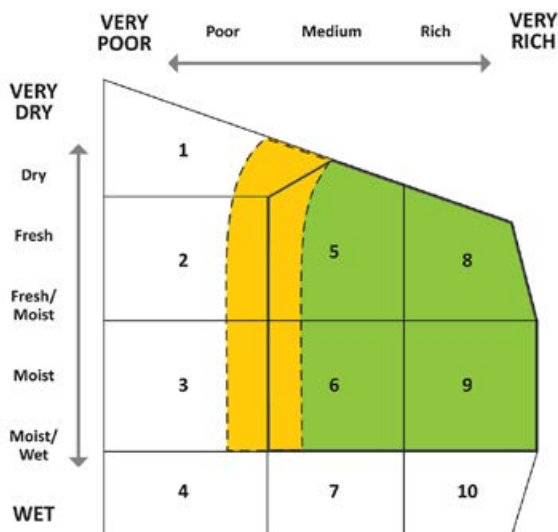 VERY
POOR
Poor
Medium
Rich
VERY
RICH
VERY
DRY
1
Dry
Fresh
2
5
8
Fresh/
Moist
Moist
3
6
9
Moist/
Wet
4
7
10
WET